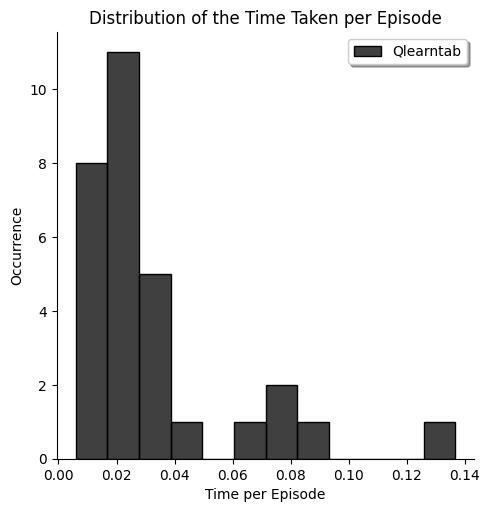 Distribution of the Time Taken per Episode
Qlearntab
10
8
6
4
2
0
Occurrence
0.00 0.02 0.04 0.06 0.08 0.10 0.12 0.14
Time per Episode